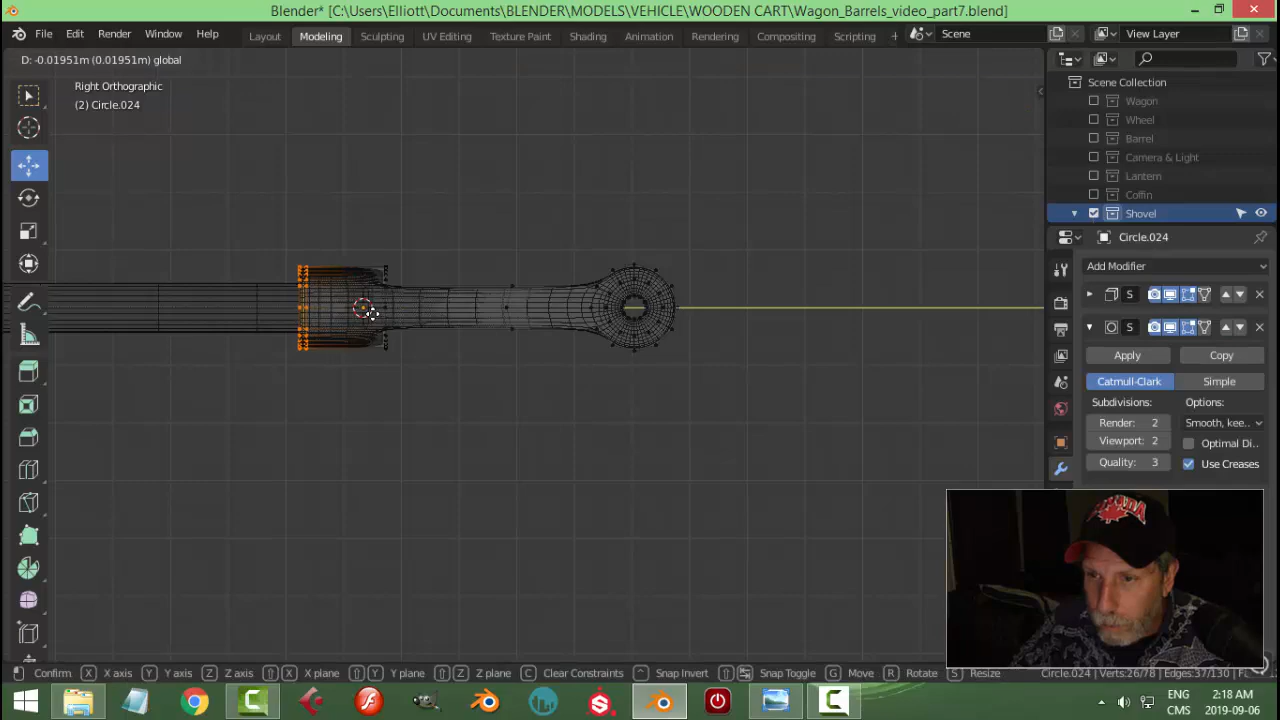 Blender* [C:\Users\Elliott\Documents\BLENDER\MODELS\VEHICLE\WOODEN CART\Wagon_Barrels_video_part7.blend]
File Edit Render Window Help Layout Modeling Sculpting UV Editing Texture Paint Shading Animation Rendering Compositing Scripting + Scene View Layer
D: -0.01951m (0.01951m) global
Right Orthographic
(2) Circle.024
Scene Collection
Wagon
Wheel
Barrel
Camera & Light
Lantern
Coffin
Shovel
Circle.024
Add Modifier
S
S
Apply Copy
Catmull-Clark Simple
Subdivisions: Options:
Render: 2 Smooth, kee..
Viewport: 2 Optimal Di..
Quality: 3 Use Creases
Confirm X X axis Y Y axis Z Z axis X X plane Y Y plane Z Z plane C Clear Constraints ^ Snap Invert Snap Toggle G Move R Rotate S Resize Circle.024 | Verts:26/78 | Edges:37/130
ENG 2:18 AM
CMS 2019-09-06